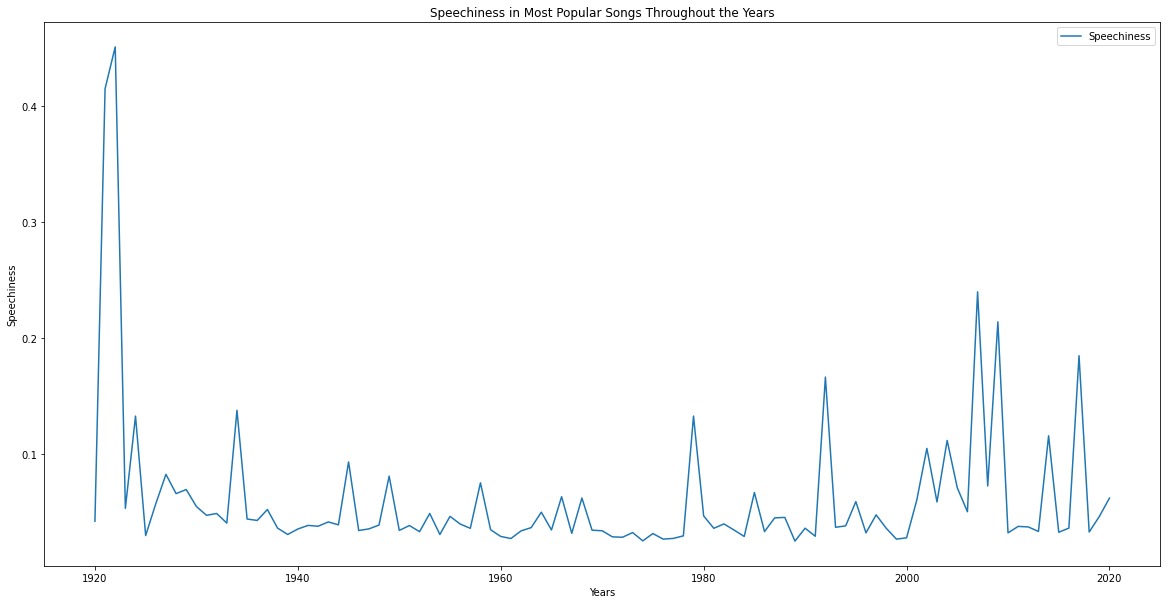 Speechiness in Most Popular Songs Throughout the Years
Speechiness
0.4
0.3
0.2
0.1
Speechiness
1920 1940 1960 1980 2000 2020
Years